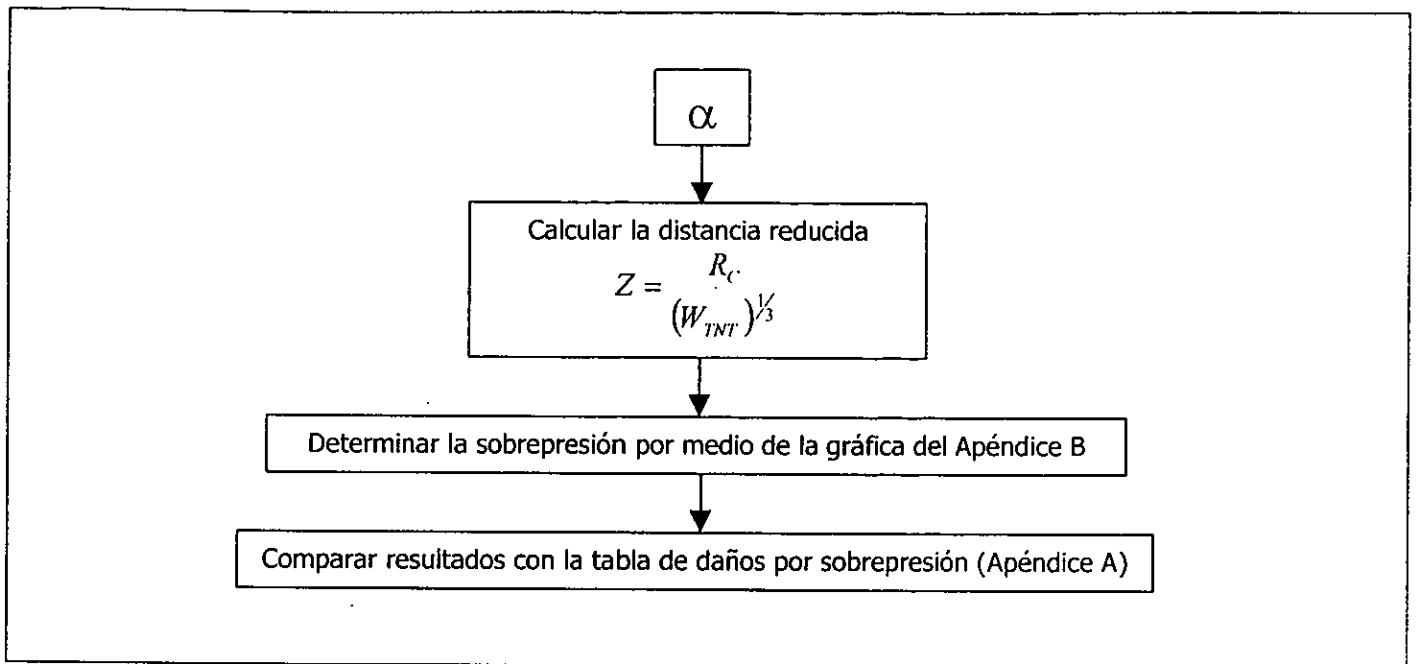 α
Calcular la distancia reducida
Z = R_C / (W_TNT)^1/3
Determinar la sobrepresión por medio de la gráfica del Apéndice B
Comparar resultados con la tabla de daños por sobrepresión (Apéndice A)